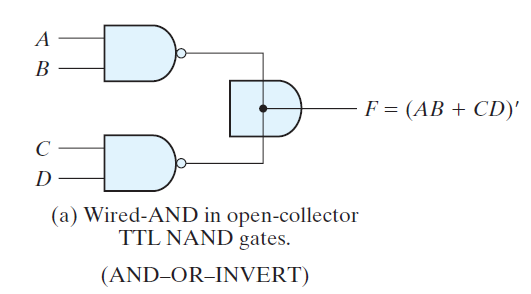 A
B
F = (AB + CD)'
C
D
(a) Wired-AND in open-collector
TTL NAND gates.
(AND–OR–INVERT)